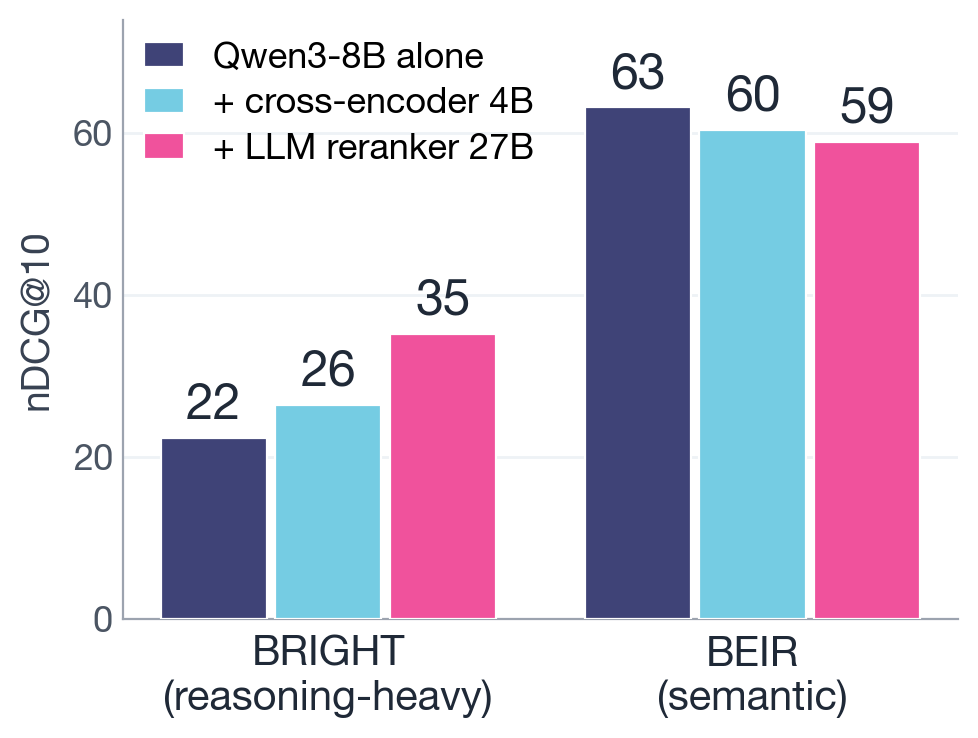 Qwen3-8B alone
+ cross-encoder 4B
+ LLM reranker 27B
nDCG@10
60
40
20
0
22
26
35
63
60
59
BRIGHT
(reasoning-heavy)
BEIR
(semantic)